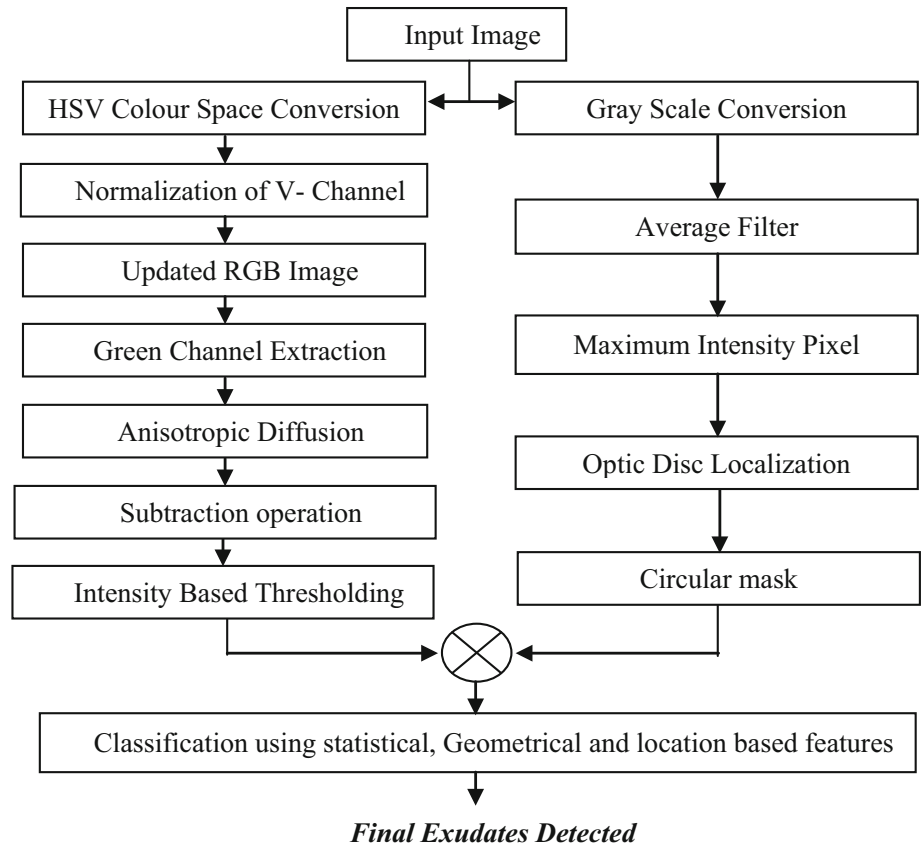 Input Image
HSV Colour Space Conversion
Gray Scale Conversion
Normalization of V- Channel
Average Filter
Updated RGB Image
Green Channel Extraction
Maximum Intensity Pixel
Anisotropic Diffusion
Optic Disc Localization
Subtraction operation
Intensity Based Thresholding
Circular mask
Classification using statistical, Geometrical and location based features
Final Exudates Detected